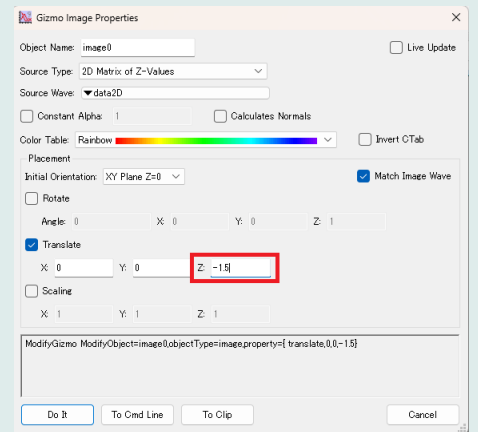 Gizmo Image Properties
Object Name: image0
Live Update
Source Type: 2D Matrix of Z-Values
Source Wave: ▼data2D
Constant Alpha: 1
Calculates Normals
Color Table: Rainbow
Invert CTab
Placement
Initial Orientation: XY Plane Z=0
Match Image Wave
Rotate
Angle: 0 X: 0 Y: 0 Z: 1
Translate
X: 0 Y: 0 Z: -1.5
Scaling
X: 1 Y: 1 Z: 1
ModifyGizmo ModifyObject=image0,objectType=image,property={ translate,0,0,-1.5}
Do It To Cmd Line To Clip Cancel